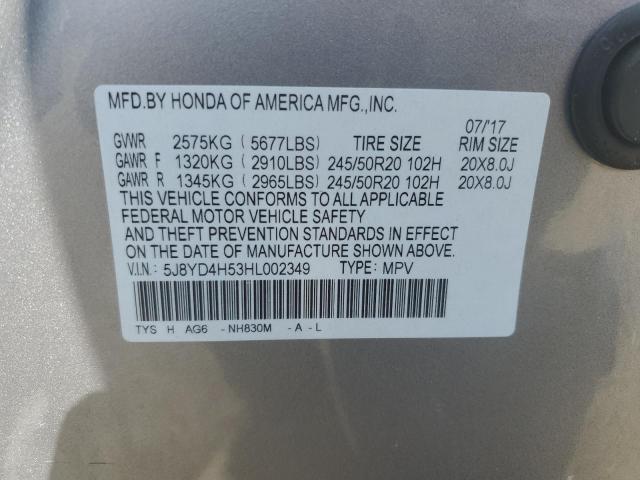 MFD.BY HONDA OF AMERICA MFG.,INC.
07/'17
GVWR 2575KG ( 5677LBS) TIRE SIZE RIM SIZE
GAWR F 1320KG ( 2910LBS) 245/50R20 102H 20X8.0J
GAWR R 1345KG ( 2965LBS) 245/50R20 102H 20X8.0J
THIS VEHICLE CONFORMS TO ALL APPLICABLE
FEDERAL MOTOR VEHICLE SAFETY
AND THEFT PREVENTION STANDARDS IN EFFECT
ON THE DATE OF MANUFACTURE SHOWN ABOVE.
V.I.N.: 5J8YD4H53HL002349 TYPE: MPV
TYS H AG6 - NH830M - A - L